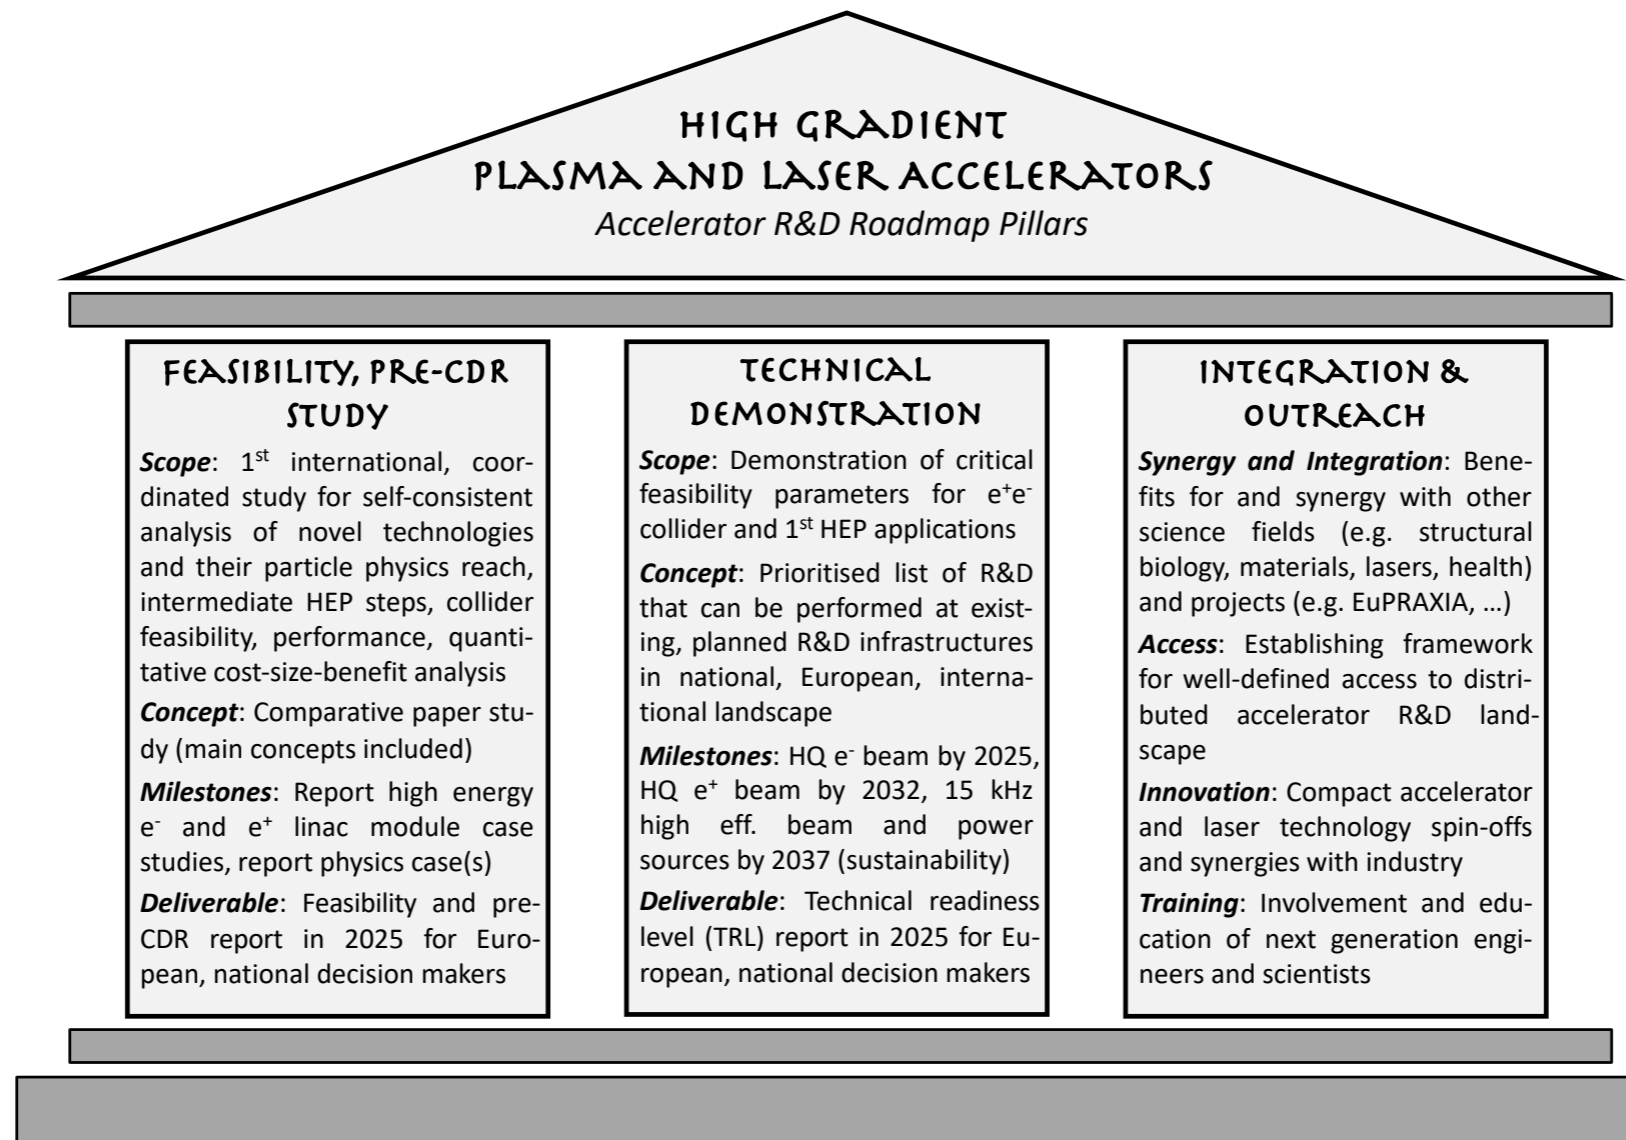 HIGH GRADIENT
PLASMA AND LASER ACCELERATORS
Accelerator R&D Roadmap Pillars
FEASIBILITY, PRE-CDR
STUDY
Scope: 1st international, coor-
dinated study for self-consistent
analysis of novel technologies
and their particle physics reach,
intermediate HEP steps, collider
feasibility, performance, quanti-
tative cost-size-benefit analysis
Concept: Comparative paper stu-
dy (main concepts included)
Milestones: Report high energy
e- and e+ linac module case
studies, report physics case(s)
Deliverable: Feasibility and pre-
CDR report in 2025 for Euro-
pean, national decision makers
TECHNICAL
DEMONSTRATION
Scope: Demonstration of critical
feasibility parameters for e+e-
collider and 1st HEP applications
Concept: Prioritised list of R&D
that can be performed at exist-
ing, planned R&D infrastructures
in national, European, interna-
tional landscape
Milestones: HQ e- beam by 2025,
HQ e+ beam by 2032, 15 kHz
high eff. beam and power
sources by 2037 (sustainability)
Deliverable: Technical readiness
level (TRL) report in 2025 for Eu-
ropean, national decision makers
INTEGRATION &
OUTREACH
Synergy and Integration: Bene-
fits for and synergy with other
science fields (e.g. structural
biology, materials, lasers, health)
and projects (e.g. EuPRAXIA, …)
Access: Establishing framework
for well-defined access to distri-
buted accelerator R&D land-
scape
Innovation: Compact accelerator
and laser technology spin-offs
and synergies with industry
Training: Involvement and edu-
cation of next generation engi-
neers and scientists